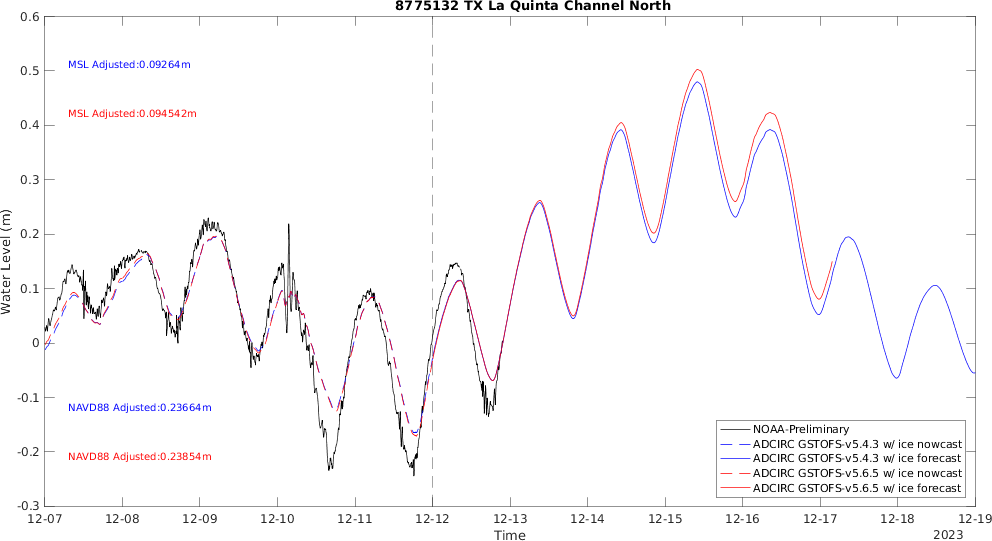 8775132 TX La Quinta Channel North
0.6
0.5
0.4
0.3
0.2
0.1
0
-0.1
-0.2
-0.3
Water Level (m)
MSL Adjusted:0.09264m
MSL Adjusted:0.094542m
NAVD88 Adjusted:0.23664m
NAVD88 Adjusted:0.23854m
NOAA-Preliminary
ADCIRC GSTOFS-v5.4.3 w/ ice nowcast
ADCIRC GSTOFS-v5.4.3 w/ ice forecast
ADCIRC GSTOFS-v5.6.5 w/ ice nowcast
ADCIRC GSTOFS-v5.6.5 w/ ice forecast
12-07 12-08 12-09 12-10 12-11 12-12 12-13 12-14 12-15 12-16 12-17 12-18 12-19
Time
2023